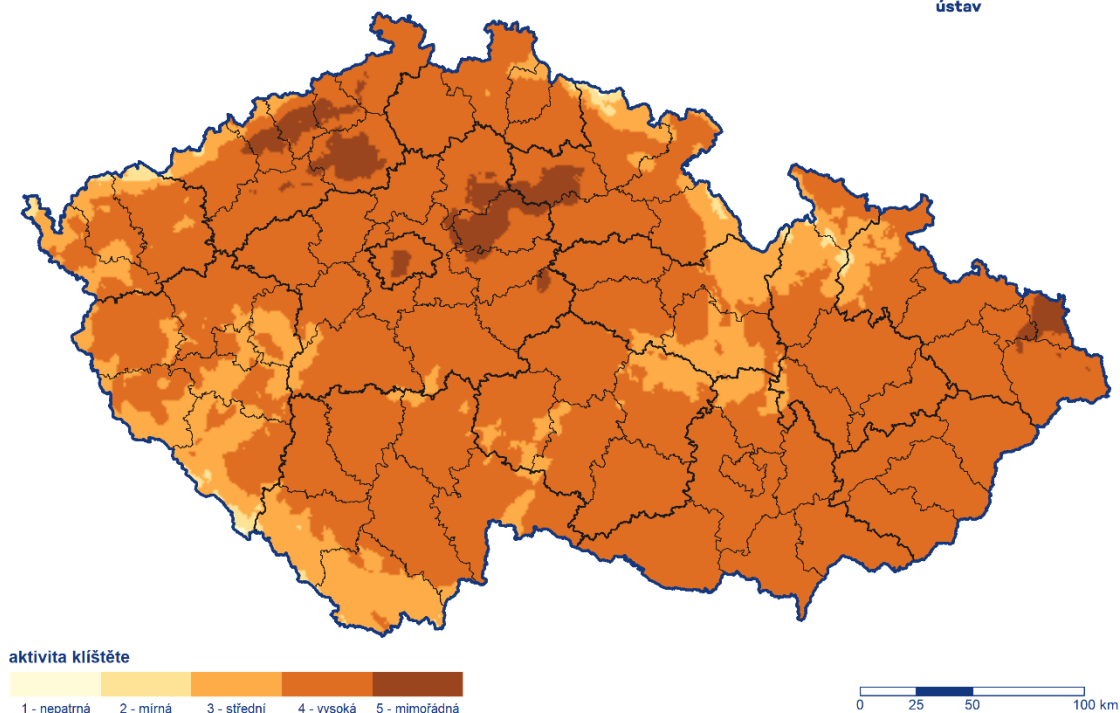 ústav
aktivita klíštěte
1 - nepatrná 2 - mírná 3 - střední 4 - vysoká 5 - mimořádná
0 25 50 100 km